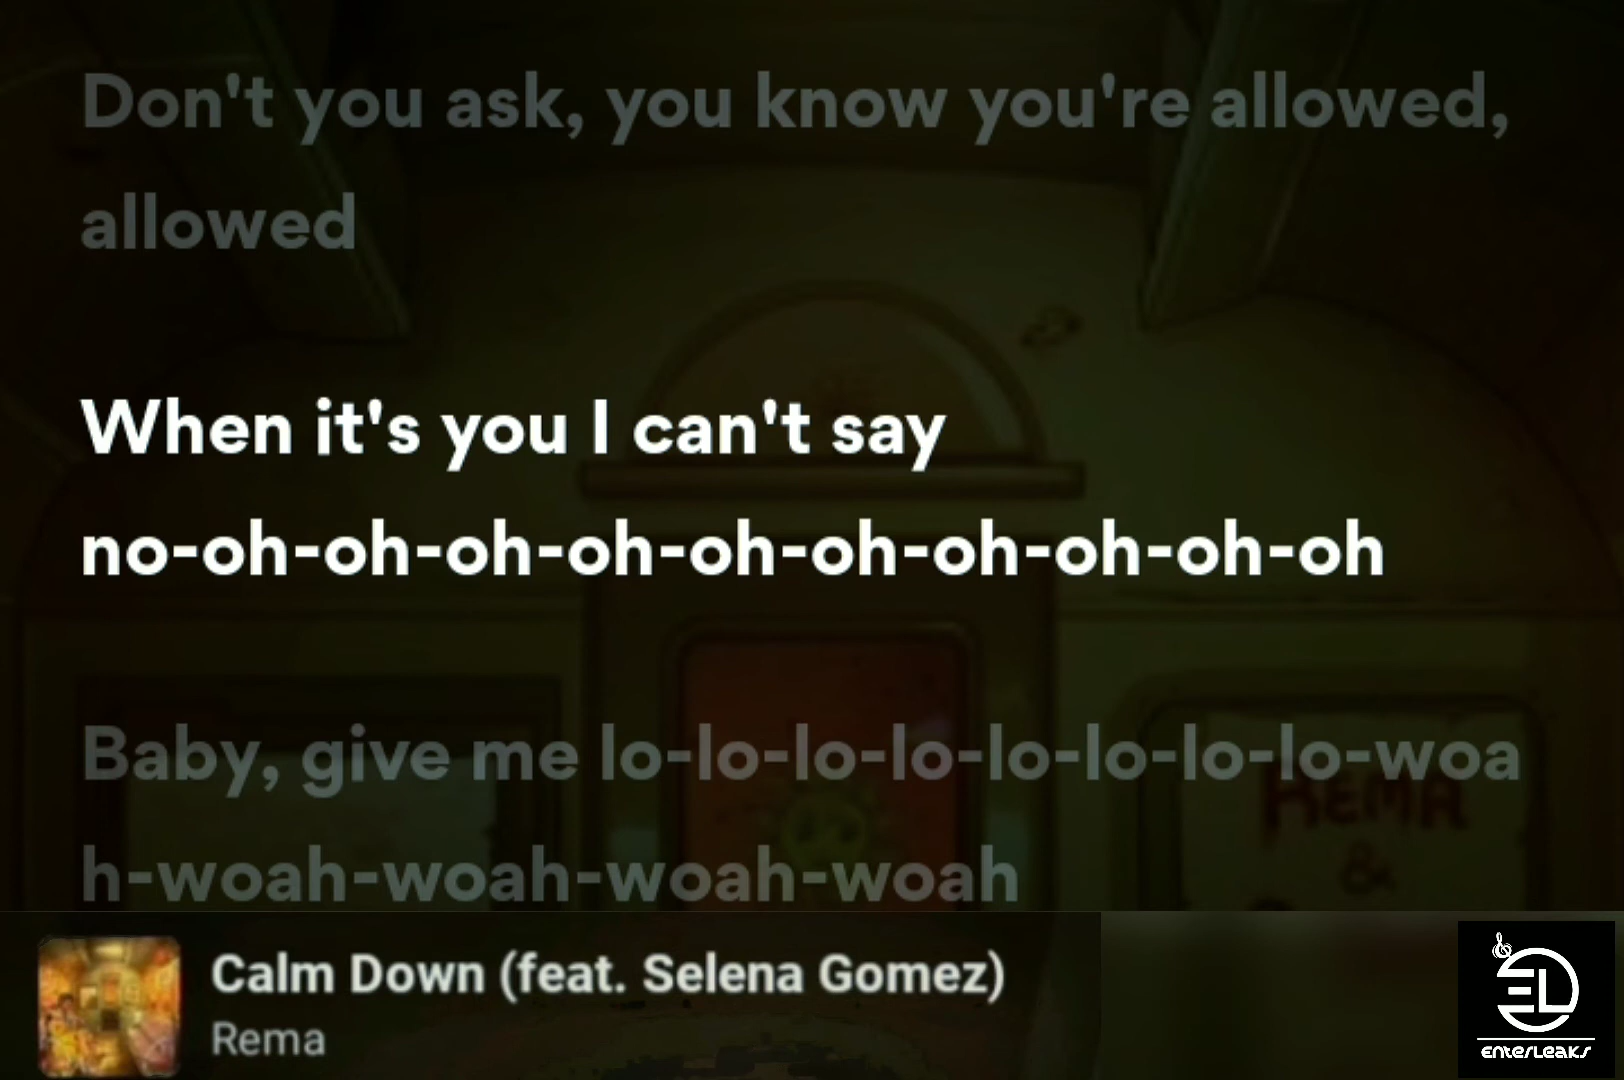 Don't you ask, you know you're allowed,
allowed
When it's you I can't say
no-oh-oh-oh-oh-oh-oh-oh-oh-oh-oh
Baby, give me lo-lo-lo-lo-lo-lo-lo-lo-woa
h-woah-woah-woah-woah
REMA
&
Calm Down (feat. Selena Gomez)
Rema
EL
ENTERLEAKS